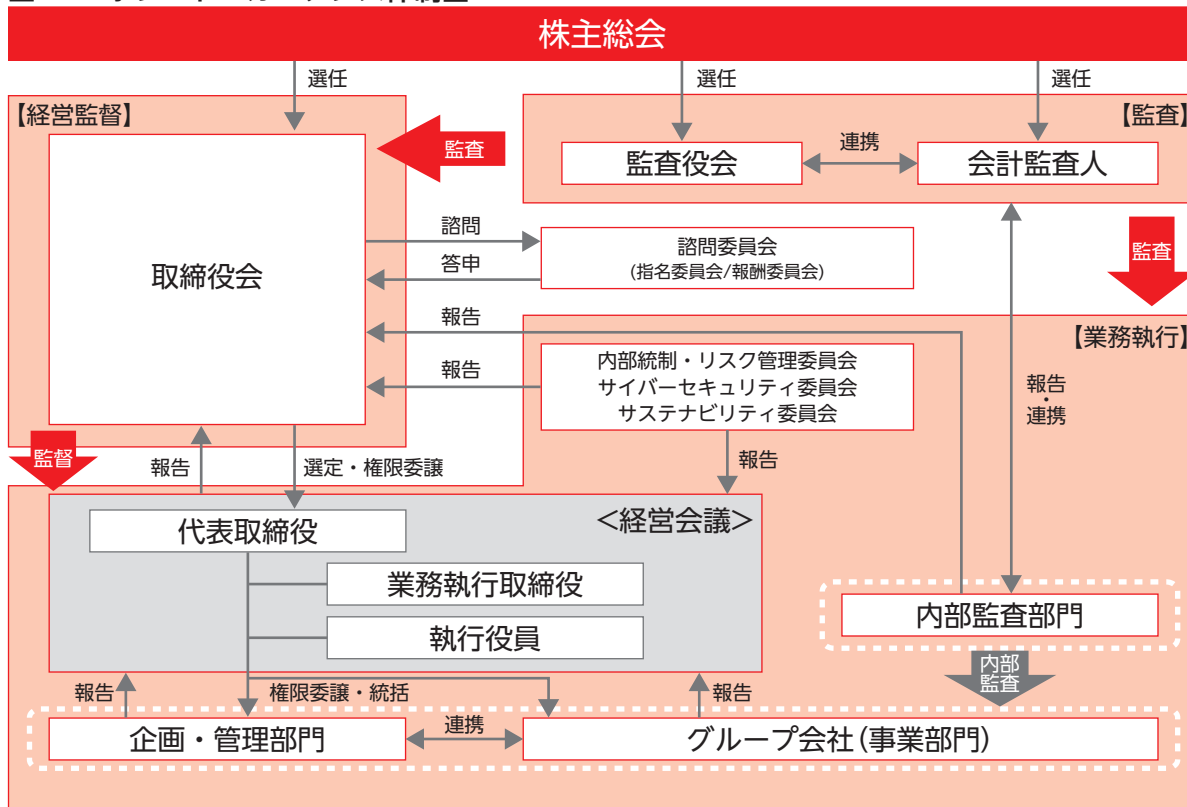 株主総会
選任
選任
選任
【経営監督】
【監査】
監査
監査役会
連携
会計監査人
取締役会
諮問
答申
諮問委員会
(指名委員会/報酬委員会)
監査
報告
【業務執行】
報告
内部統制・リスク管理委員会
サイバーセキュリティ委員会
サステナビリティ委員会
報告
・
連携
監督
報告
選定・権限委譲
報告
<経営会議>
代表取締役
業務執行取締役
執行役員
内部監査部門
内部
監査
報告
権限委譲・統括
報告
企画・管理部門
連携
グループ会社(事業部門)